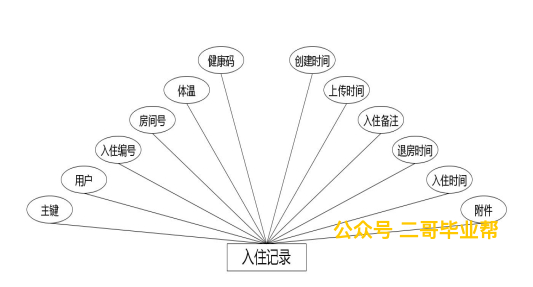 健康码
创建时间
体温
上传时间
房间号
入住备注
入住编号
退房时间
用户
入住时间
主键
附件
公众号 二哥毕业帮
入住记录